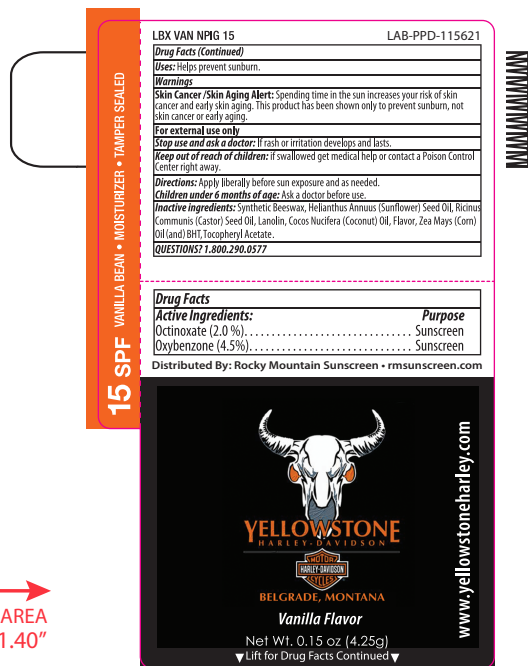 LBX VAN NPIG 15 LAB-PPD-115621
Drug Facts (Continued)
Uses: Helps prevent sunburn.
Warnings
Skin Cancer /Skin Aging Alert: Spending time in the sun increases your risk of skin
cancer and early skin aging. This product has been shown only to prevent sunburn, not
skin cancer or early aging.
For external use only
Stop use and ask a doctor: If rash or irritation develops and lasts.
Keep out of reach of children: if swallowed get medical help or contact a Poison Control
Center right away.
Directions: Apply liberally before sun exposure and as needed.
Children under 6 months of age: Ask a doctor before use.
Inactive ingredients: Synthetic Beeswax, Helianthus Annuus (Sunflower) Seed Oil, Ricinus
Communis (Castor) Seed Oil, Lanolin, Cocos Nucifera (Coconut) Oil, Flavor, Zea Mays (Corn)
Oil (and) BHT, Tocopheryl Acetate.
QUESTIONS? 1.800.290.0577
15 SPF VANILLA BEAN • MOISTURIZER • TAMPER SEALED
Drug Facts
Active Ingredients: Purpose
Octinoxate (2.0 %)................................ Sunscreen
Oxybenzone (4.5%)............................... Sunscreen
Distributed By: Rocky Mountain Sunscreen • rmsunscreen.com
YELLOWSTONE
HARLEY-DAVIDSON
MOTOR
HARLEY-DAVIDSON
CYCLES
BELGRADE, MONTANA
Vanilla Flavor
Net Wt. 0.15 oz (4.25g)
▼ Lift for Drug Facts Continued ▼
www.yellowstoneharley.com
AREA
1.40"